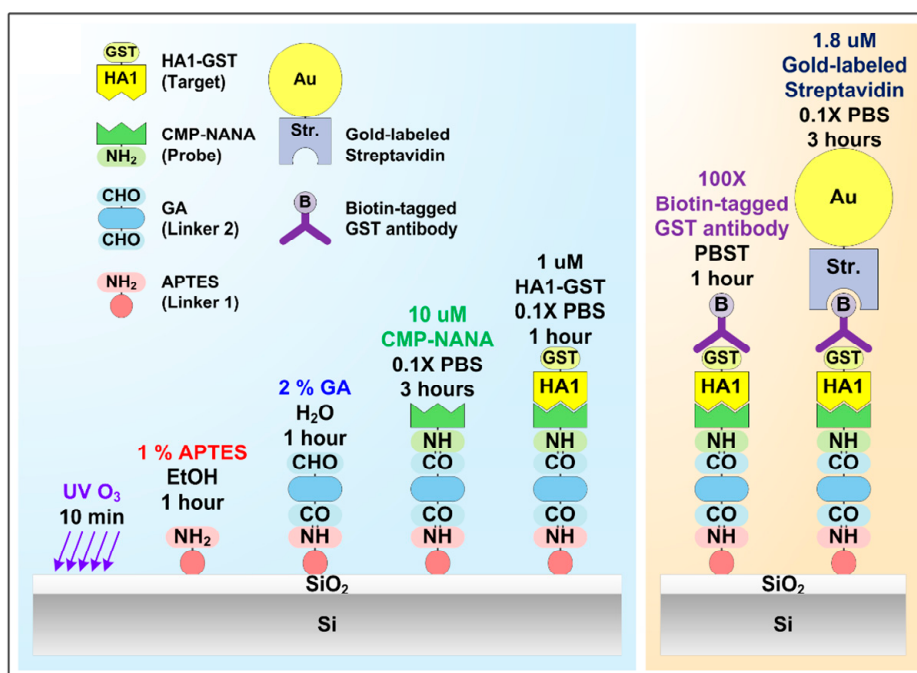 GST
HA1
HA1-GST
(Target)
NH₂
CMP-NANA
(Probe)
CHO
CHO
GA
(Linker 2)
NH₂
APTES
(Linker 1)
Au
Str.
Gold-labeled
Streptavidin
B
Biotin-tagged
GST antibody
UV O₃
10 min
1 % APTES
EtOH
1 hour
NH₂
2 % GA
H₂O
1 hour
CHO
CO
NH
10 uM
CMP-NANA
0.1X PBS
3 hours
NH
CO
CO
NH
1 uM
HA1-GST
0.1X PBS
1 hour
GST
HA1
NH
CO
CO
NH
SiO₂
Si
100X
Biotin-tagged
GST antibody
PBST
1 hour
B
GST
HA1
NH
CO
CO
NH
1.8 uM
Gold-labeled
Streptavidin
0.1X PBS
3 hours
Au
Str.
B
GST
HA1
NH
CO
CO
NH
SiO₂
Si